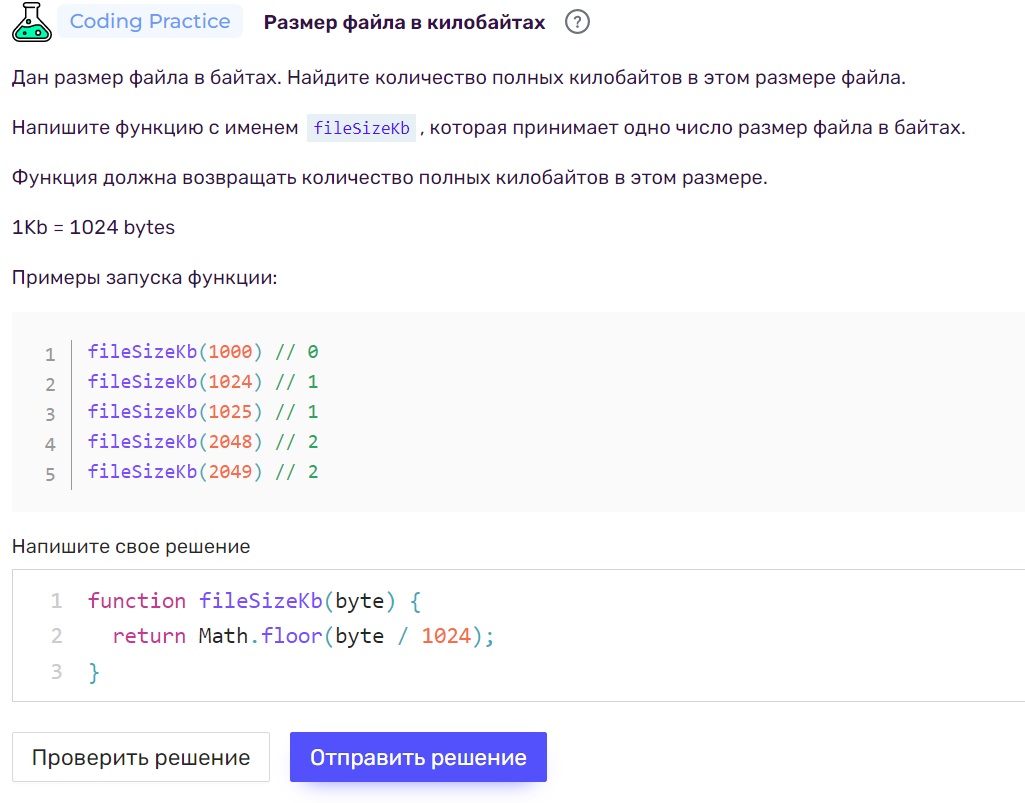 Coding Practice Размер файла в килобайтах ?
Дан размер файла в байтах. Найдите количество полных килобайтов в этом размере файла.
Напишите функцию с именем fileSizeKb , которая принимает одно число размер файла в байтах.
Функция должна возвращать количество полных килобайтов в этом размере.
1Kb = 1024 bytes
Примеры запуска функции:
1 fileSizeKb(1000) // 0
2 fileSizeKb(1024) // 1
3 fileSizeKb(1025) // 1
4 fileSizeKb(2048) // 2
5 fileSizeKb(2049) // 2
Напишите свое решение
1 function fileSizeKb(byte) {
2 return Math.floor(byte / 1024);
3 }
Проверить решение Отправить решение